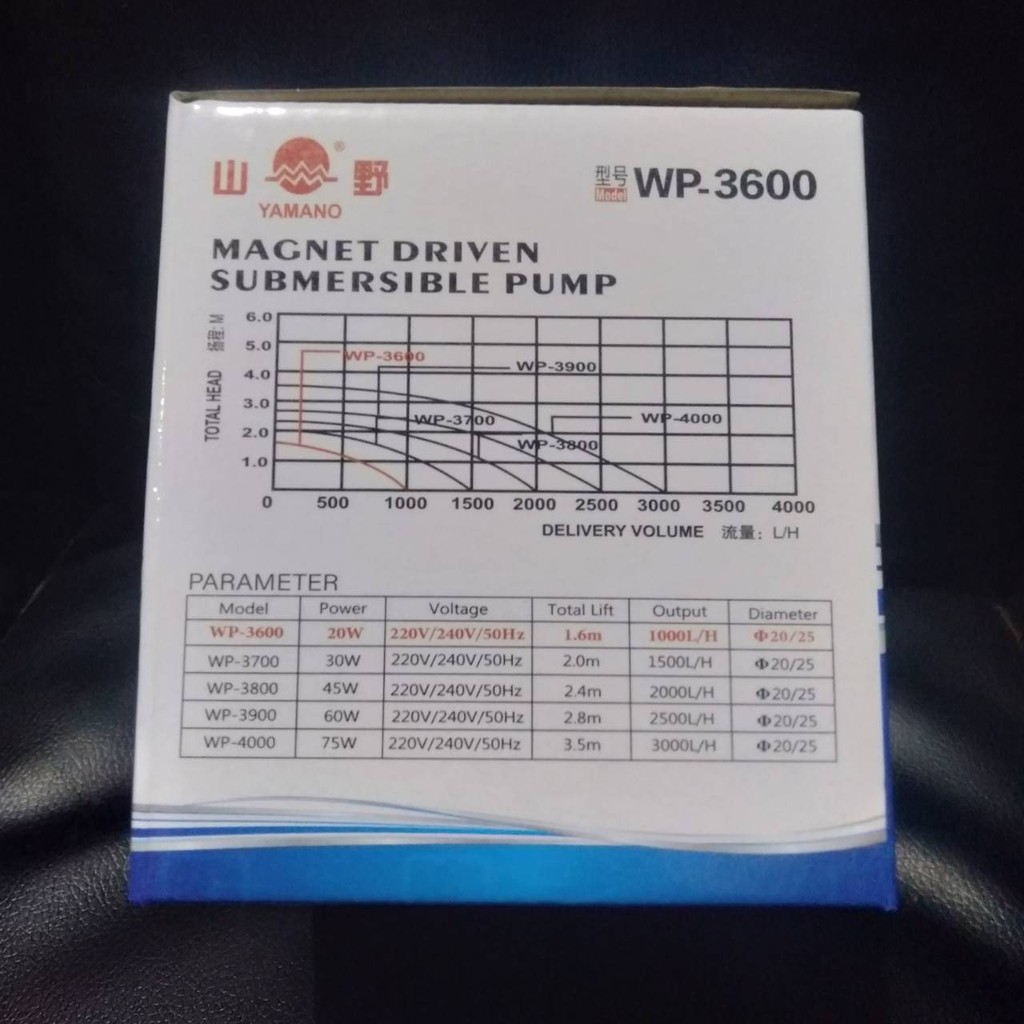 山 ® 野
YAMANO
型号 Model WP-3600
MAGNET DRIVEN
SUBMERSIBLE PUMP
TOTAL HEAD 扬程: M
6.0
5.0
4.0
3.0
2.0
1.0
WP-3600
WP-3900
WP-3700
WP-4000
WP-3800
0 500 1000 1500 2000 2500 3000 3500 4000
DELIVERY VOLUME 流量: L/H
PARAMETER
Model Power Voltage Total Lift Output Diameter
WP-3600 20W 220V/240V/50Hz 1.6m 1000L/H Φ20/25
WP-3700 30W 220V/240V/50Hz 2.0m 1500L/H Φ20/25
WP-3800 45W 220V/240V/50Hz 2.4m 2000L/H Φ20/25
WP-3900 60W 220V/240V/50Hz 2.8m 2500L/H Φ20/25
WP-4000 75W 220V/240V/50Hz 3.5m 3000L/H Φ20/25